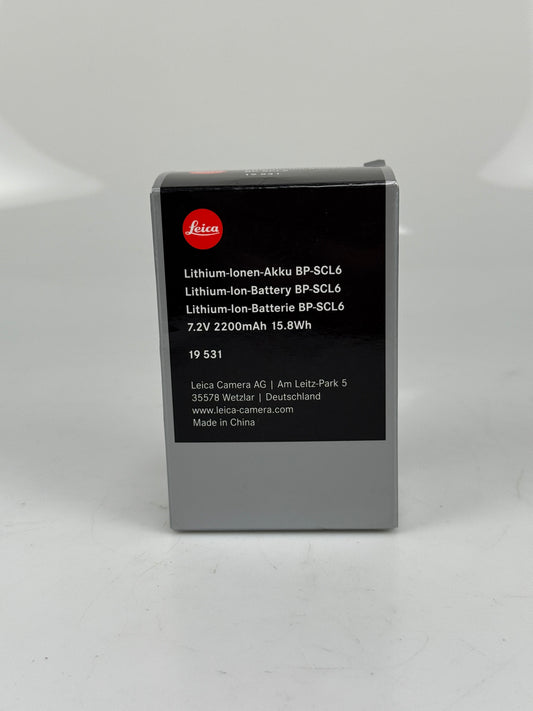 19 531
Leica
Lithium-Ionen-Akku BP-SCL6
Lithium-Ion-Battery BP-SCL6
Lithium-Ion-Batterie BP-SCL6
7.2V 2200mAh 15.8Wh
19 531
Leica Camera AG | Am Leitz-Park 5
35578 Wetzlar | Deutschland
www.leica-camera.com
Made in China